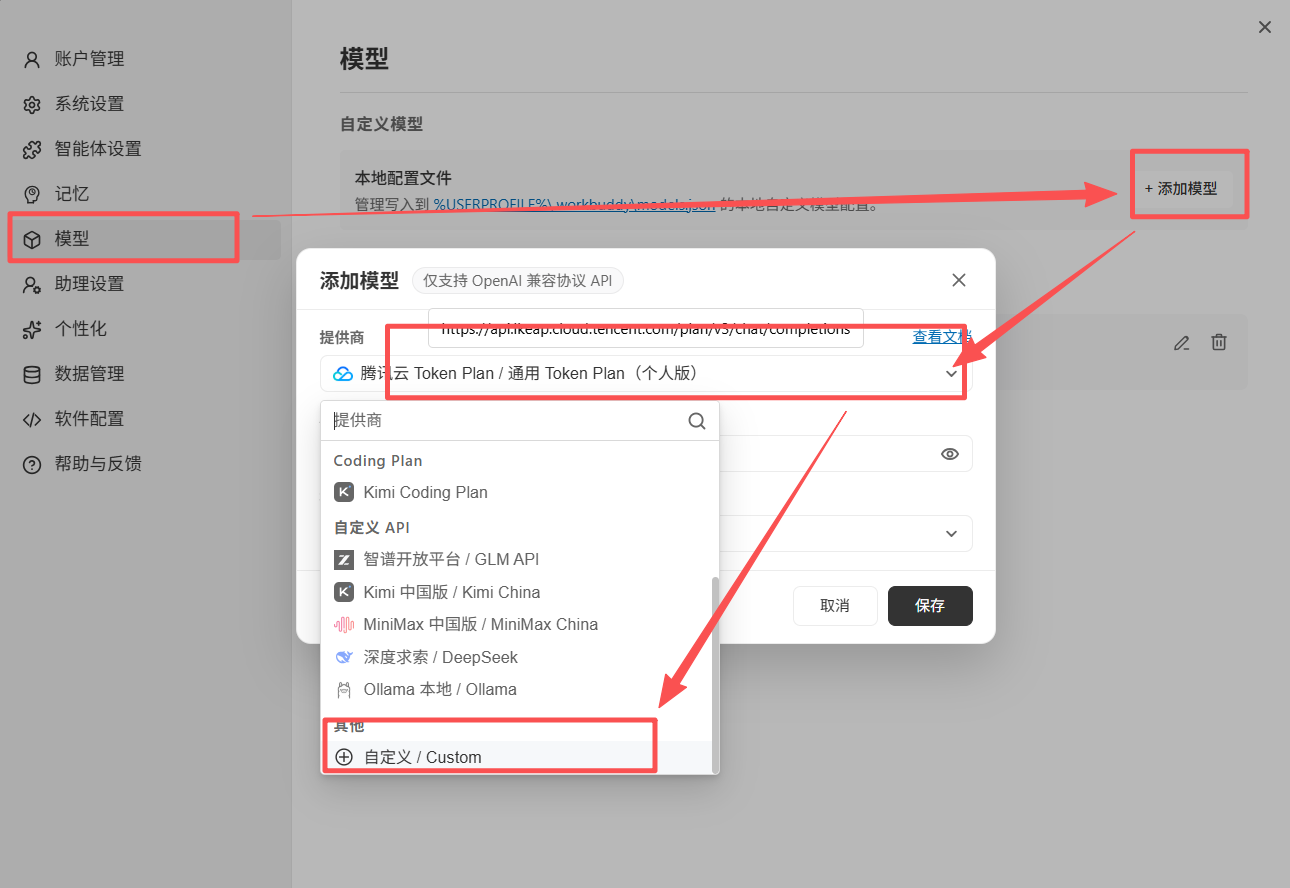 账户管理
系统设置
智能体设置
记忆
模型
助理设置
个性化
数据管理
软件配置
帮助与反馈
模型
自定义模型
本地配置文件
管理写入到 %USERPROFILE%\.workbuddy\models.json 的本地自定义模型配置。
+ 添加模型
添加模型
仅支持 OpenAI 兼容协议 API
提供商
https://api.lkeap.cloud.tencent.com/plan/v3/chat/completions
查看文档
腾讯云 Token Plan / 通用 Token Plan（个人版）
提供商
Coding Plan
Kimi Coding Plan
自定义 API
智谱开放平台 / GLM API
Kimi 中国版 / Kimi China
MiniMax 中国版 / MiniMax China
深度求索 / DeepSeek
Ollama 本地 / Ollama
其他
自定义 / Custom
取消
保存